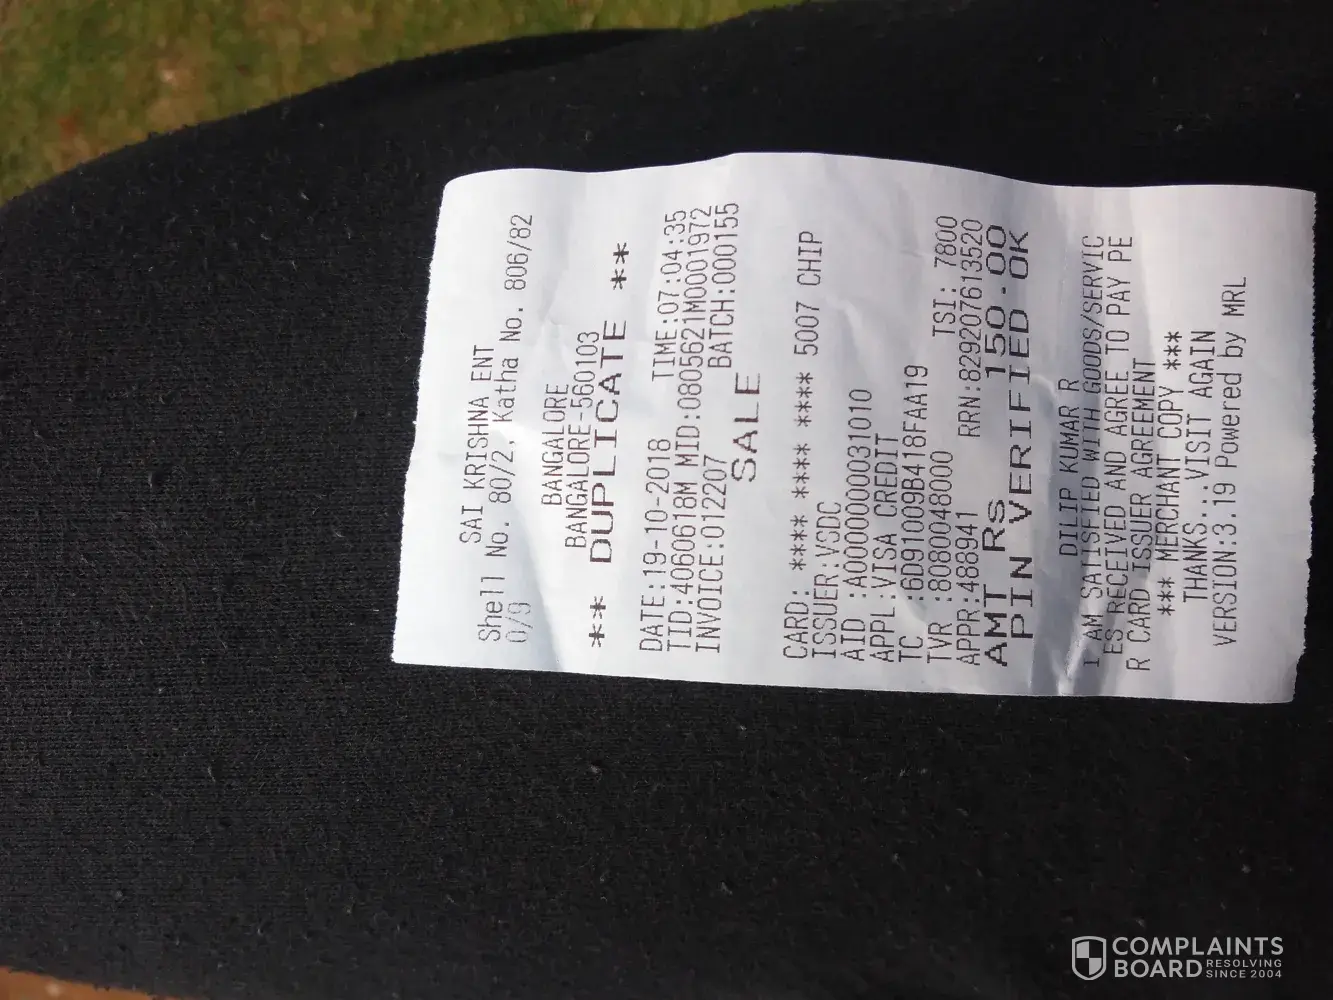 SAI KRISHNA ENT
Shell No. 80/2, Katha No. 806/82
0/9
BANGALORE
BANGALORE-560103
** DUPLICATE **
DATE:19-10-2018 TIME:07:04:35
TID:4060618M MID:0805621M0001972
INVOICE:012207 BATCH:000155
SALE
CARD: **** **** **** 5007 CHIP
ISSUER:VSDC
AID :A0000000031010
APPL:VISA CREDIT
TC :6D91009B418FAA19
TVR :8080048000 TSI: 7800
APPR:488941 RRN:829207613520
AMT Rs 150.00
PIN VERIFIED OK
DILIP KUMAR R
I AM SATISFIED WITH GOODS/SERVIC
ES RECEIVED AND AGREE TO PAY PE
R CARD ISSUER AGREEMENT
*** MERCHANT COPY ***
THANKS..VISIT AGAIN
VERSION:3.19 Powered by MRL
COMPLAINTS
BOARD RESOLVING
SINCE 2004